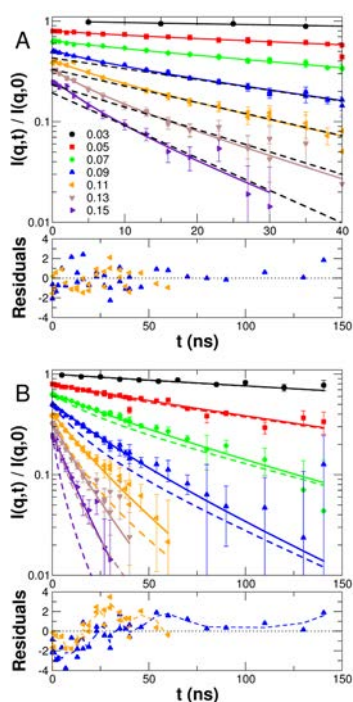 A
I(q,t) / I(q,0)
1
0.1
0.01
0.03
0.05
0.07
0.09
0.11
0.13
0.15
0 10 20 30 40
Residuals
4
2
0
-2
-4
0 50 100 150
t (ns)
B
I(q,t) / I(q,0)
1
0.1
0.01
0 50 100 150
Residuals
4
2
0
-2
-4
0 50 100 150
t (ns)